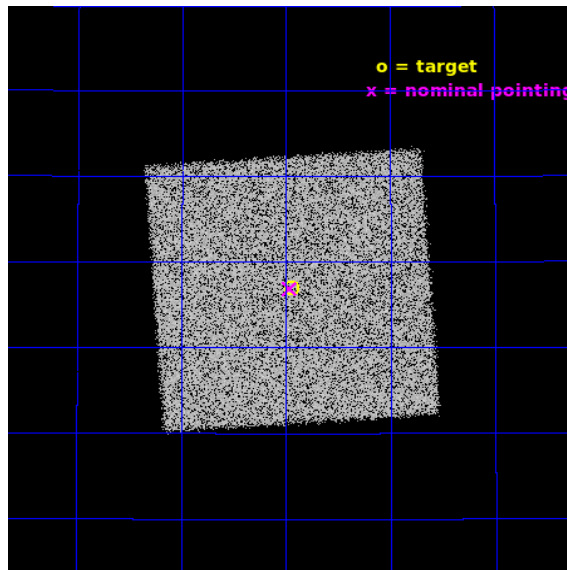 o = target
x = nominal pointing